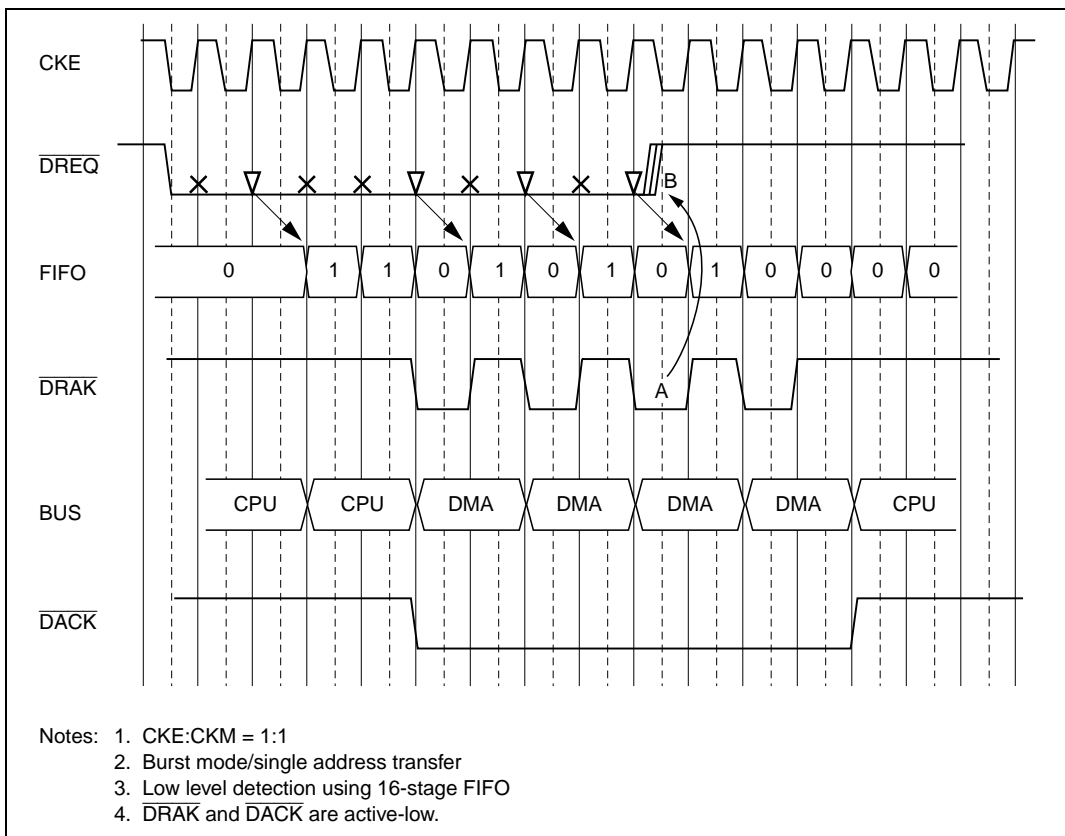 CKE
DREQ
B
FIFO 0 1 1 0 1 0 1 0 1 0 0 0 0
DRAK A
BUS CPU CPU DMA DMA DMA DMA CPU
DACK
Notes: 1. CKE:CKM = 1:1
2. Burst mode/single address transfer
3. Low level detection using 16-stage FIFO
4. DRAK and DACK are active-low.